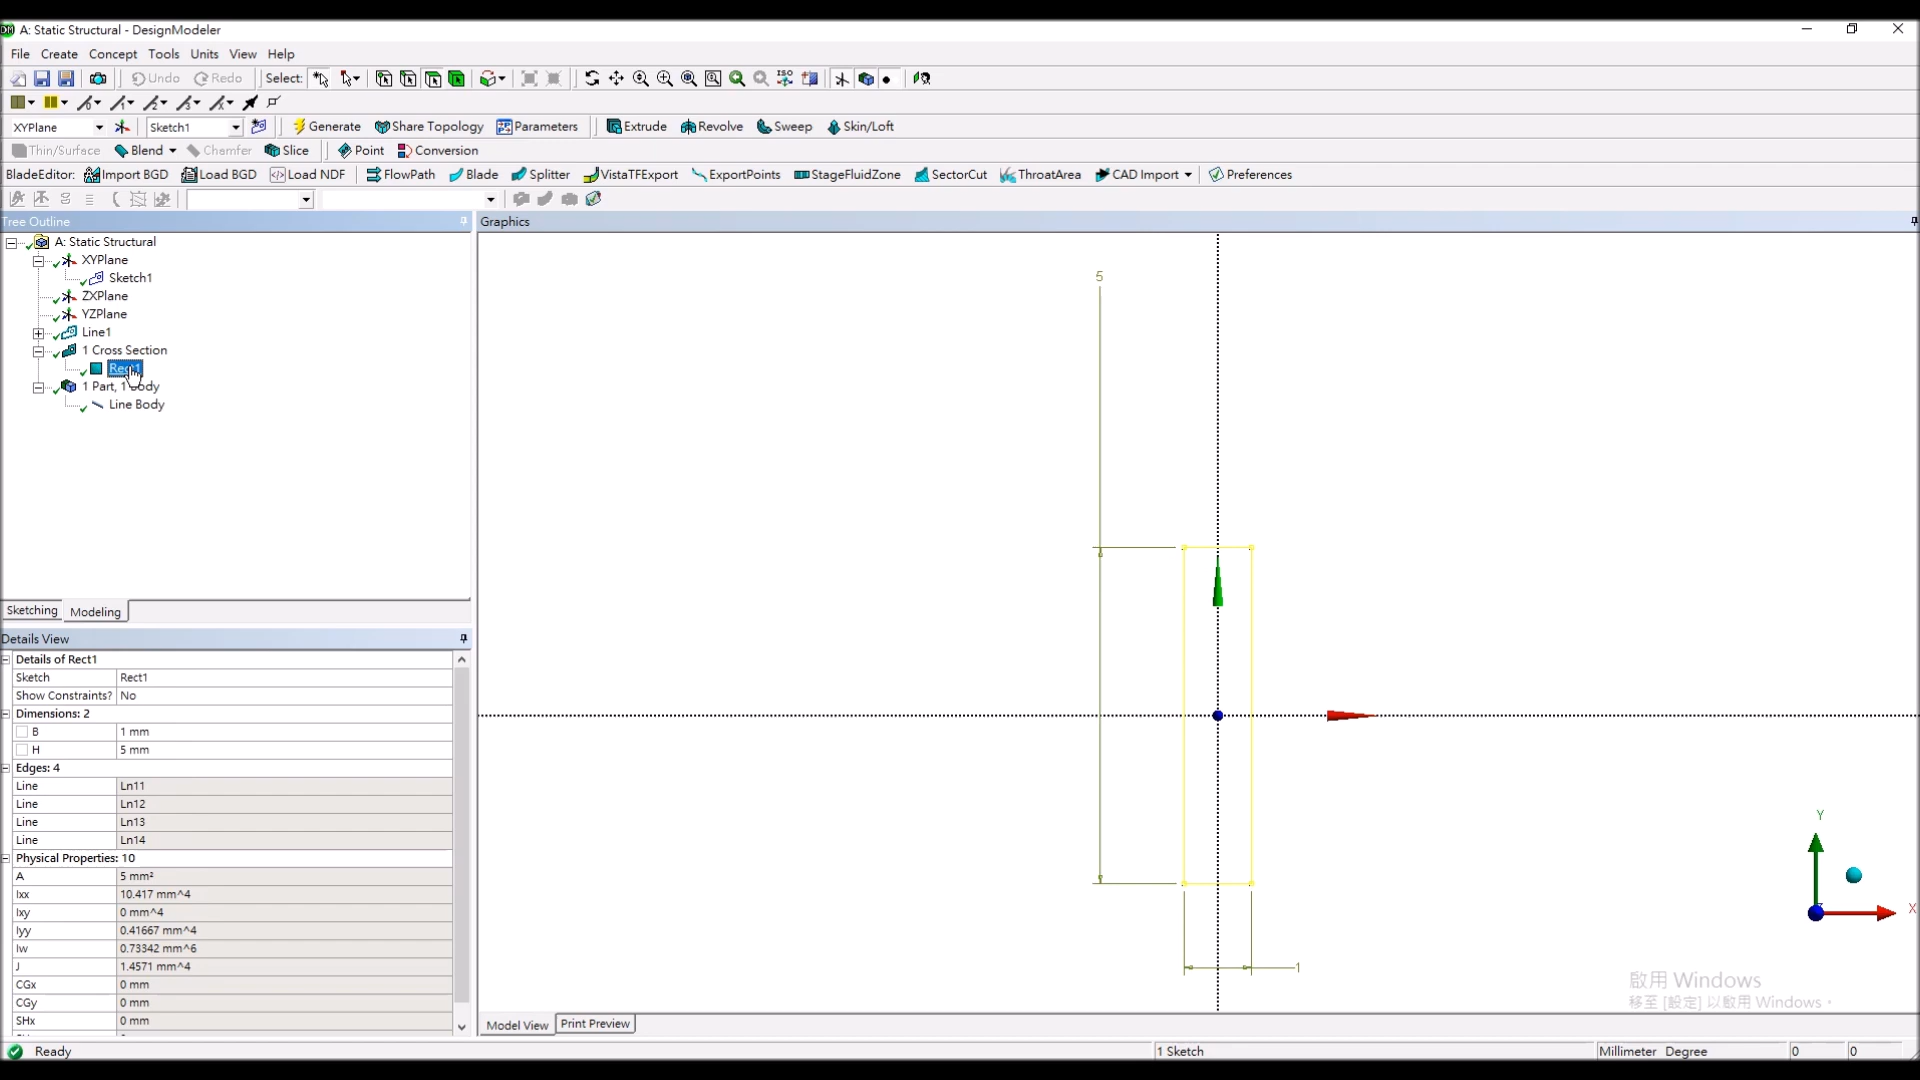 A: Static Structural - DesignModeler
File Create Concept Tools Units View Help
Undo Redo Select: ISO
XYPlane Sketch1 Generate Share Topology Parameters Extrude Revolve Sweep Skin/Loft
Thin/Surface Blend Chamfer Slice Point Conversion
BladeEditor: Import BGD Load BGD Load NDF FlowPath Blade Splitter VistaTFExport ExportPoints StageFluidZone SectorCut ThroatArea CAD Import Preferences
Tree Outline
Graphics
A: Static Structural
XYPlane
Sketch1
ZXPlane
YZPlane
Line1
1 Cross Section
Rect1
1 Part, 1 Body
Line Body
Sketching Modeling
Details View
Details of Rect1
Sketch Rect1
Show Constraints? No
Dimensions: 2
B 1 mm
H 5 mm
Edges: 4
Line Ln11
Line Ln12
Line Ln13
Line Ln14
Physical Properties: 10
A 5 mm²
Ixx 10.417 mm^4
Ixy 0 mm^4
Iyy 0.41667 mm^4
Iw 0.73342 mm^6
J 1.4571 mm^4
CGx 0 mm
CGy 0 mm
SHx 0 mm
5
1
Y
X
啟用 Windows
移至 [設定] 以啟用 Windows。
Model View Print Preview
Ready 1 Sketch Millimeter Degree 0 0